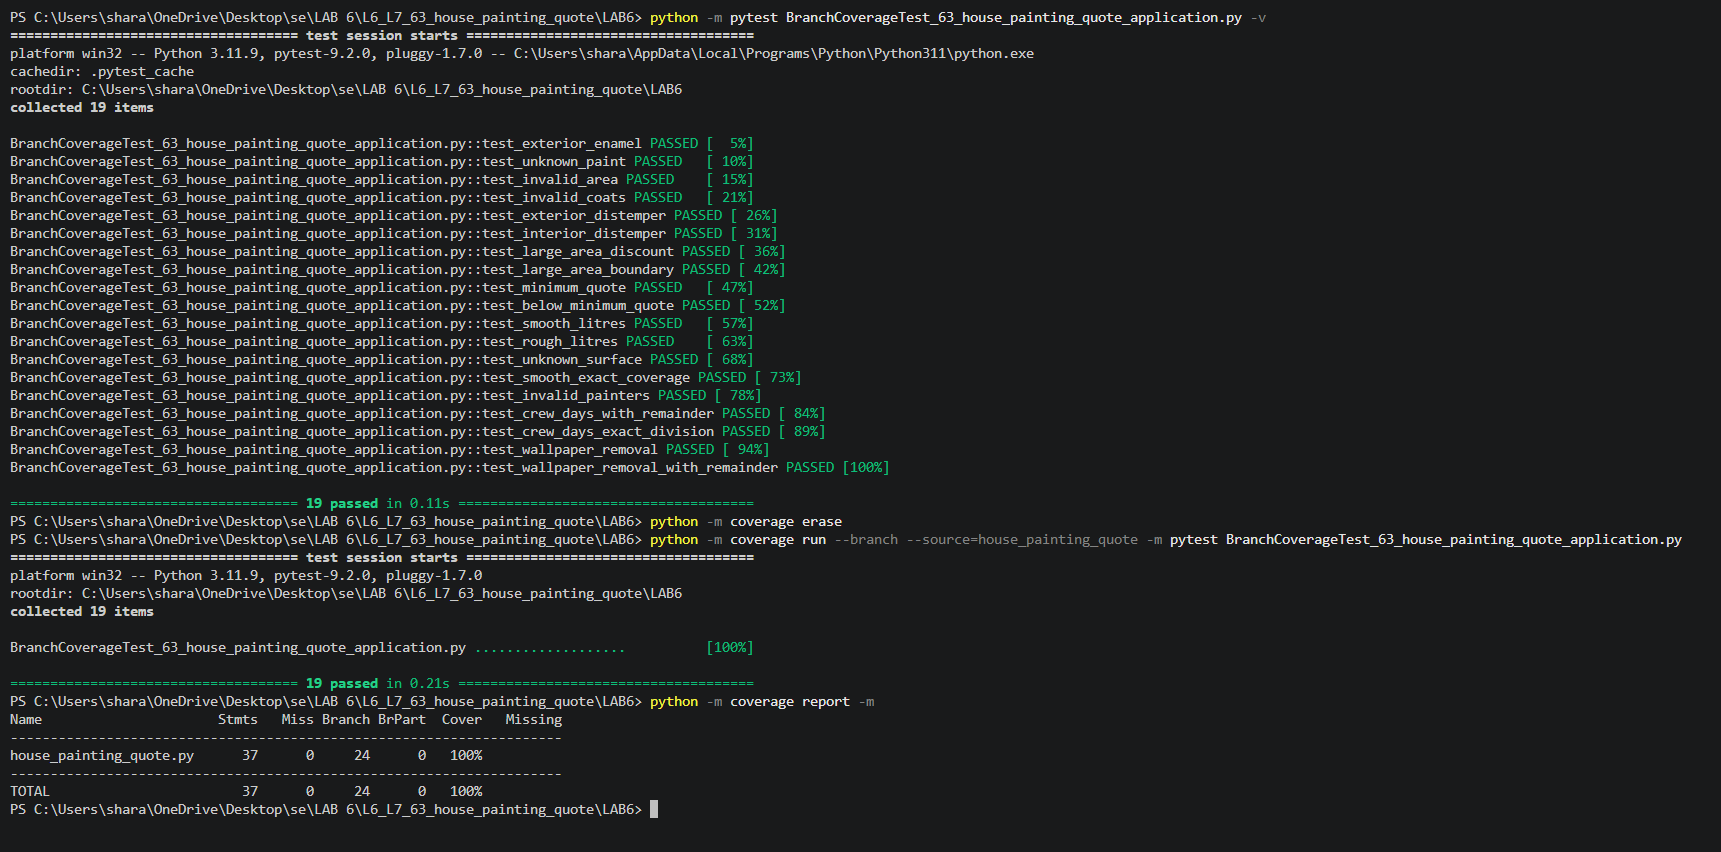 PS C:\Users\shara\OneDrive\Desktop\se\LAB 6\L6_L7_63_house_painting_quote\LAB6> python -m pytest BranchCoverageTest_63_house_painting_quote_application.py -v
==================================== test session starts ====================================
platform win32 -- Python 3.11.9, pytest-9.2.0, pluggy-1.7.0 -- C:\Users\shara\AppData\Local\Programs\Python\Python311\python.exe
cachedir: .pytest_cache
rootdir: C:\Users\shara\OneDrive\Desktop\se\LAB 6\L6_L7_63_house_painting_quote\LAB6
collected 19 items
BranchCoverageTest_63_house_painting_quote_application.py::test_exterior_enamel PASSED [  5%]
BranchCoverageTest_63_house_painting_quote_application.py::test_unknown_paint PASSED   [ 10%]
BranchCoverageTest_63_house_painting_quote_application.py::test_invalid_area PASSED    [ 15%]
BranchCoverageTest_63_house_painting_quote_application.py::test_invalid_coats PASSED   [ 21%]
BranchCoverageTest_63_house_painting_quote_application.py::test_exterior_distemper PASSED [ 26%]
BranchCoverageTest_63_house_painting_quote_application.py::test_interior_distemper PASSED [ 31%]
BranchCoverageTest_63_house_painting_quote_application.py::test_large_area_discount PASSED [ 36%]
BranchCoverageTest_63_house_painting_quote_application.py::test_large_area_boundary PASSED [ 42%]
BranchCoverageTest_63_house_painting_quote_application.py::test_minimum_quote PASSED   [ 47%]
BranchCoverageTest_63_house_painting_quote_application.py::test_below_minimum_quote PASSED [ 52%]
BranchCoverageTest_63_house_painting_quote_application.py::test_smooth_litres PASSED   [ 57%]
BranchCoverageTest_63_house_painting_quote_application.py::test_rough_litres PASSED    [ 63%]
BranchCoverageTest_63_house_painting_quote_application.py::test_unknown_surface PASSED [ 68%]
BranchCoverageTest_63_house_painting_quote_application.py::test_smooth_exact_coverage PASSED [ 73%]
BranchCoverageTest_63_house_painting_quote_application.py::test_invalid_painters PASSED [ 78%]
BranchCoverageTest_63_house_painting_quote_application.py::test_crew_days_with_remainder PASSED [ 84%]
BranchCoverageTest_63_house_painting_quote_application.py::test_crew_days_exact_division PASSED [ 89%]
BranchCoverageTest_63_house_painting_quote_application.py::test_wallpaper_removal PASSED [ 94%]
BranchCoverageTest_63_house_painting_quote_application.py::test_wallpaper_removal_with_remainder PASSED [100%]
==================================== 19 passed in 0.11s =====================================
PS C:\Users\shara\OneDrive\Desktop\se\LAB 6\L6_L7_63_house_painting_quote\LAB6> python -m coverage erase
PS C:\Users\shara\OneDrive\Desktop\se\LAB 6\L6_L7_63_house_painting_quote\LAB6> python -m coverage run --branch --source=house_painting_quote -m pytest BranchCoverageTest_63_house_painting_quote_application.py
==================================== test session starts ====================================
platform win32 -- Python 3.11.9, pytest-9.2.0, pluggy-1.7.0
rootdir: C:\Users\shara\OneDrive\Desktop\se\LAB 6\L6_L7_63_house_painting_quote\LAB6
collected 19 items
BranchCoverageTest_63_house_painting_quote_application.py ...................          [100%]
==================================== 19 passed in 0.21s =====================================
PS C:\Users\shara\OneDrive\Desktop\se\LAB 6\L6_L7_63_house_painting_quote\LAB6> python -m coverage report -m
Name                      Stmts   Miss Branch BrPart  Cover   Missing
---------------------------------------------------------------------
house_painting_quote.py      37      0     24      0   100%
---------------------------------------------------------------------
TOTAL                        37      0     24      0   100%
PS C:\Users\shara\OneDrive\Desktop\se\LAB 6\L6_L7_63_house_painting_quote\LAB6>